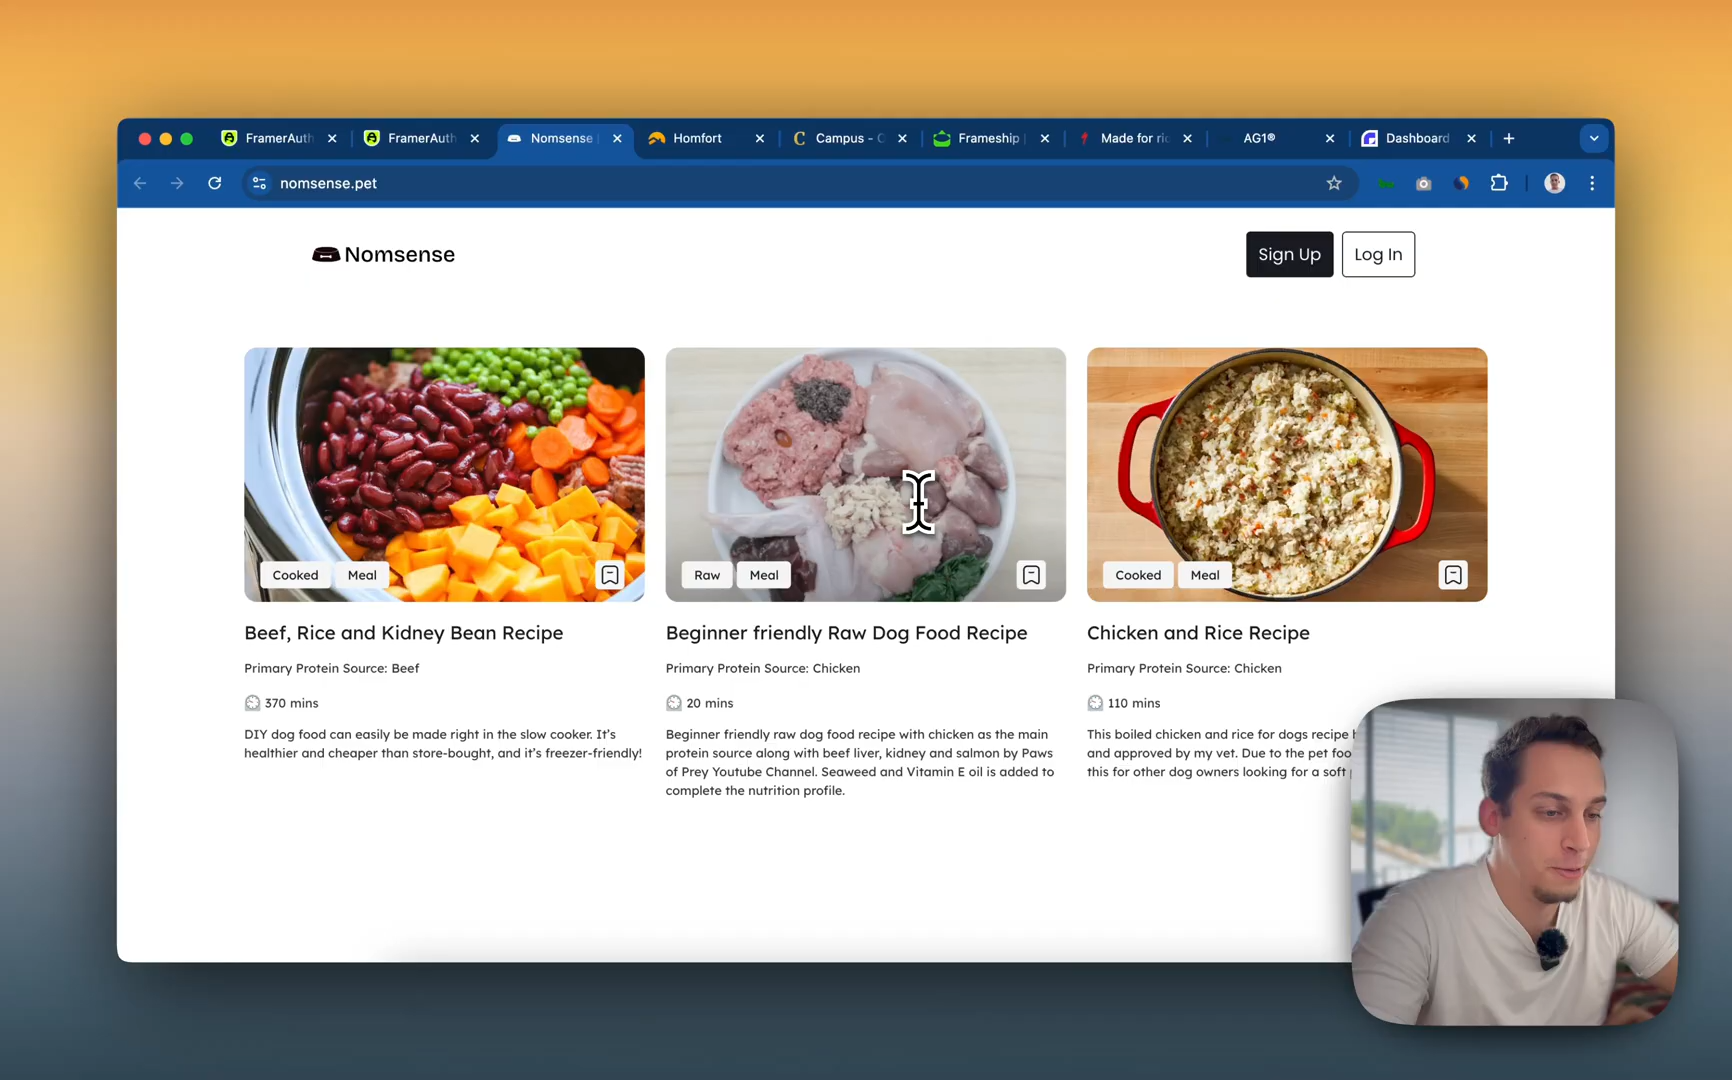 FramerAuth
FramerAuth
Nomsense
Homfort
Campus -
Frameship
Made for
AG1®
Dashboard
nomsense.pet
Nomsense
Sign Up
Log In
Cooked
Meal
Raw
Meal
Cooked
Meal
Beef, Rice and Kidney Bean Recipe
Primary Protein Source: Beef
370 mins
DIY dog food can easily be made right in the slow cooker. It's
healthier and cheaper than store-bought, and it's freezer-friendly!
Beginner friendly Raw Dog Food Recipe
Primary Protein Source: Chicken
20 mins
Beginner friendly raw dog food recipe with chicken as the main
protein source along with beef liver, kidney and salmon by Paws
of Prey Youtube Channel. Seaweed and Vitamin E oil is added to
complete the nutrition profile.
Chicken and Rice Recipe
Primary Protein Source: Chicken
110 mins
This boiled chicken and rice for dogs recipe
and approved by my vet. Due to the pet
this for other dog owners looking for a soft